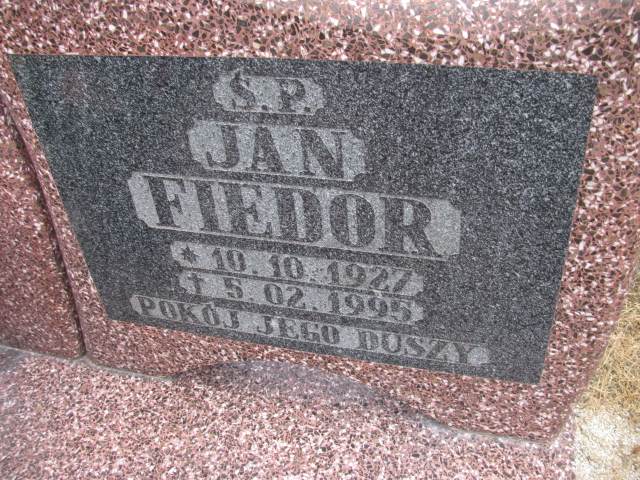 Ś.P.
JAN
FIEDOR
* 10.10.1927
† 5.02.1995
POKÓJ JEGO DUSZY